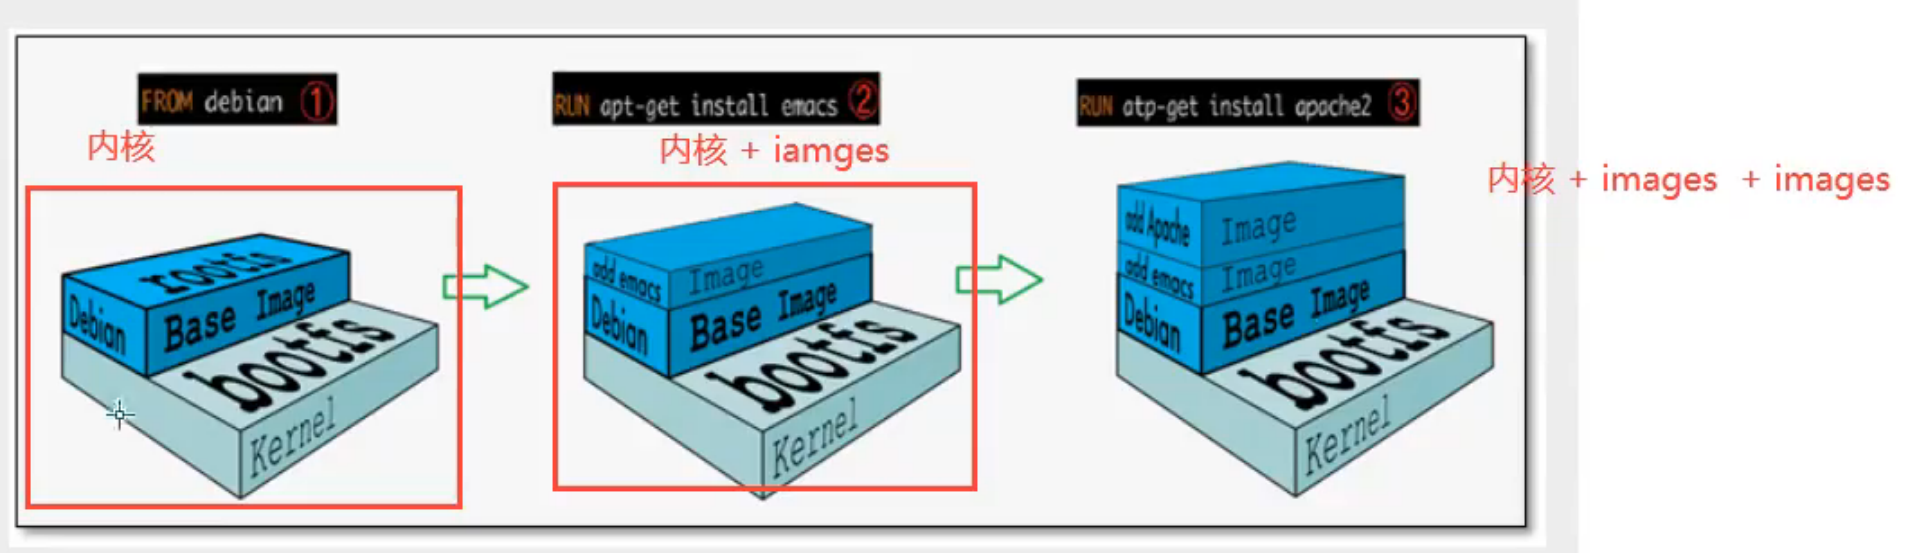 FROM debian ①
内核
rootfs
Debian
Base Image
bootfs
Kernel
RUN apt-get install emacs ②
内核 + iamges
add emacs
Image
Debian
Base Image
bootfs
Kernel
RUN atp-get install apache2 ③
内核 + images + images
add Apache
Image
add emacs
Image
Debian
Base Image
bootfs
Kernel